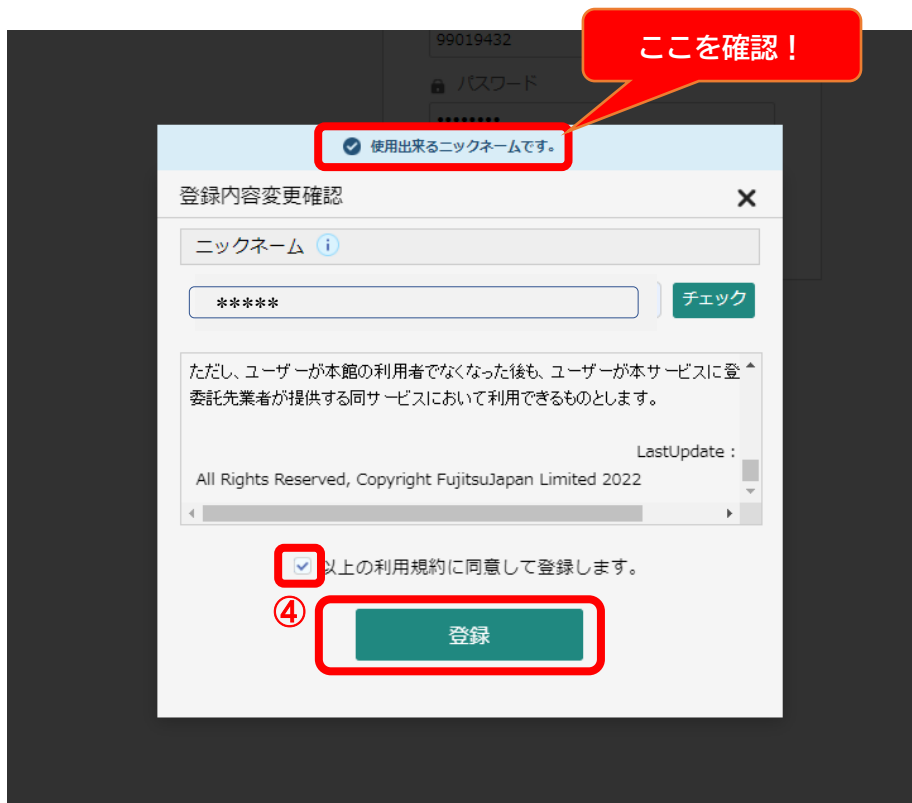 99019432
ここを確認！
パスワード
••••••••
使用出来るニックネームです。
登録内容変更確認
ニックネーム i
*****
チェック
ただし、ユーザーが本館の利用者でなくなった後も、ユーザーが本サービスに登
委託先業者が提供する同サービスにおいて利用できるものとします。
LastUpdate :
All Rights Reserved, Copyright FujitsuJapan Limited 2022
以上の利用規約に同意して登録します。
④
登録